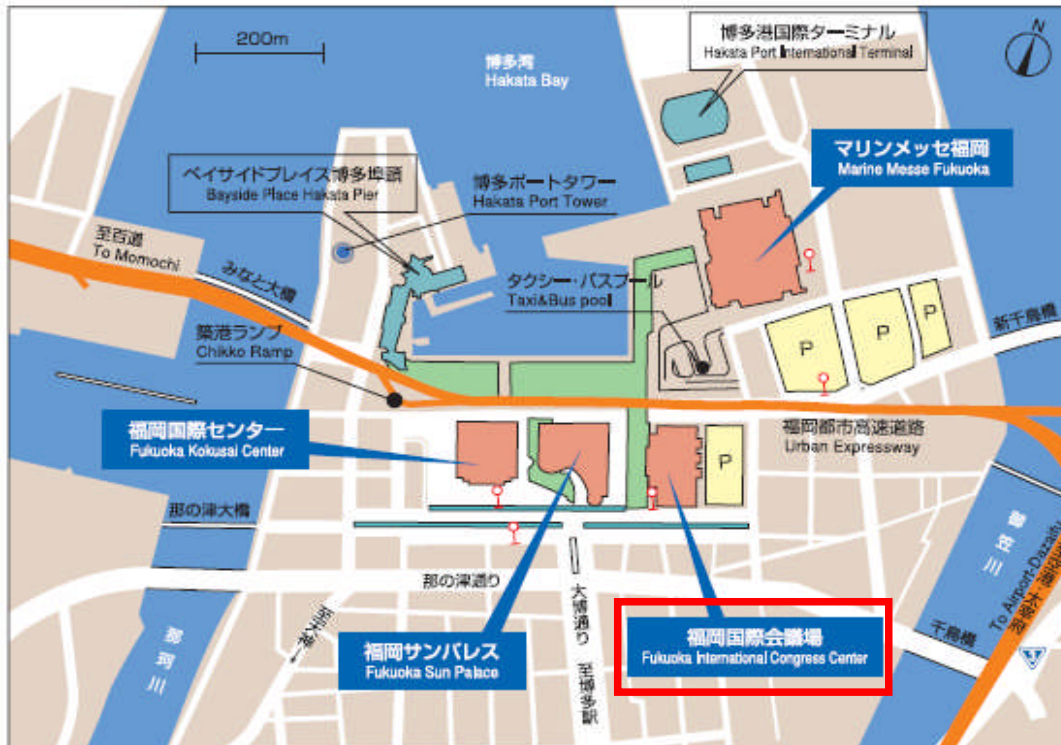 200m
博多湾
Hakata Bay
博多港国際ターミナル
Hakata Port International Terminal
N
マリンメッセ福岡
Marine Messe Fukuoka
ベイサイドプレイス博多埠頭
Bayside Place Hakata Pier
博多ポートタワー
Hakata Port Tower
至百道
To Momochi
みなと大橋
タクシー・バスプール
Taxi&Bus pool
築港ランプ
Chikko Ramp
P
P
P
新千鳥橋
福岡国際センター
Fukuoka Kokusai Center
福岡都市高速道路
Urban Expressway
P
那の津大橋
那の津通り
御笠川
To Airport·Dazaifu
千鳥橋
大博通り
至博多駅
至天神
那珂川
福岡サンパレス
Fukuoka Sun Palace
福岡国際会議場
Fukuoka International Congress Center